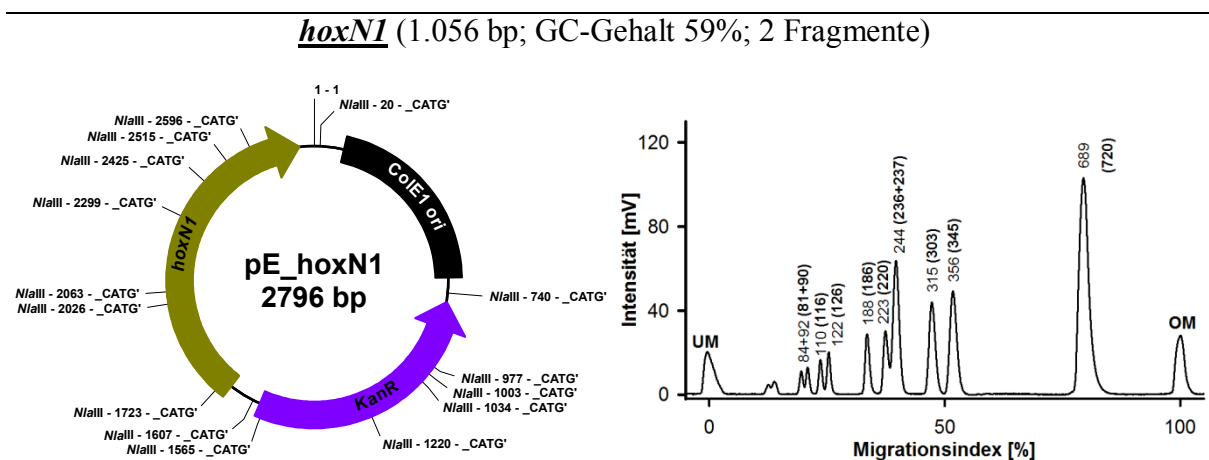 hoxN1 (1.056 bp; GC-Gehalt 59%; 2 Fragmente)
1 - 1
NlaIII - 20 - _CATG'
NlaIII - 2596 - _CATG'
NlaIII - 2515 - _CATG'
NlaIII - 2425 - _CATG'
NlaIII - 2299 - _CATG'
NlaIII - 2063 - _CATG'
NlaIII - 2026 - _CATG'
NlaIII - 1723 - _CATG'
NlaIII - 1607 - _CATG'
NlaIII - 1565 - _CATG'
hoxN1
ColE1 ori
KanR
pE_hoxN1
2796 bp
NlaIII - 740 - _CATG'
NlaIII - 977 - _CATG'
NlaIII - 1003 - _CATG'
NlaIII - 1034 - _CATG'
NlaIII - 1220 - _CATG'
Intensität [mV]
120
80
40
0
UM
84+92 (81+90)
110 (116)
122 (126)
188 (186)
223 (220)
244 (236+237)
315 (303)
356 (345)
689
(720)
OM
0
50
100
Migrationsindex [%]